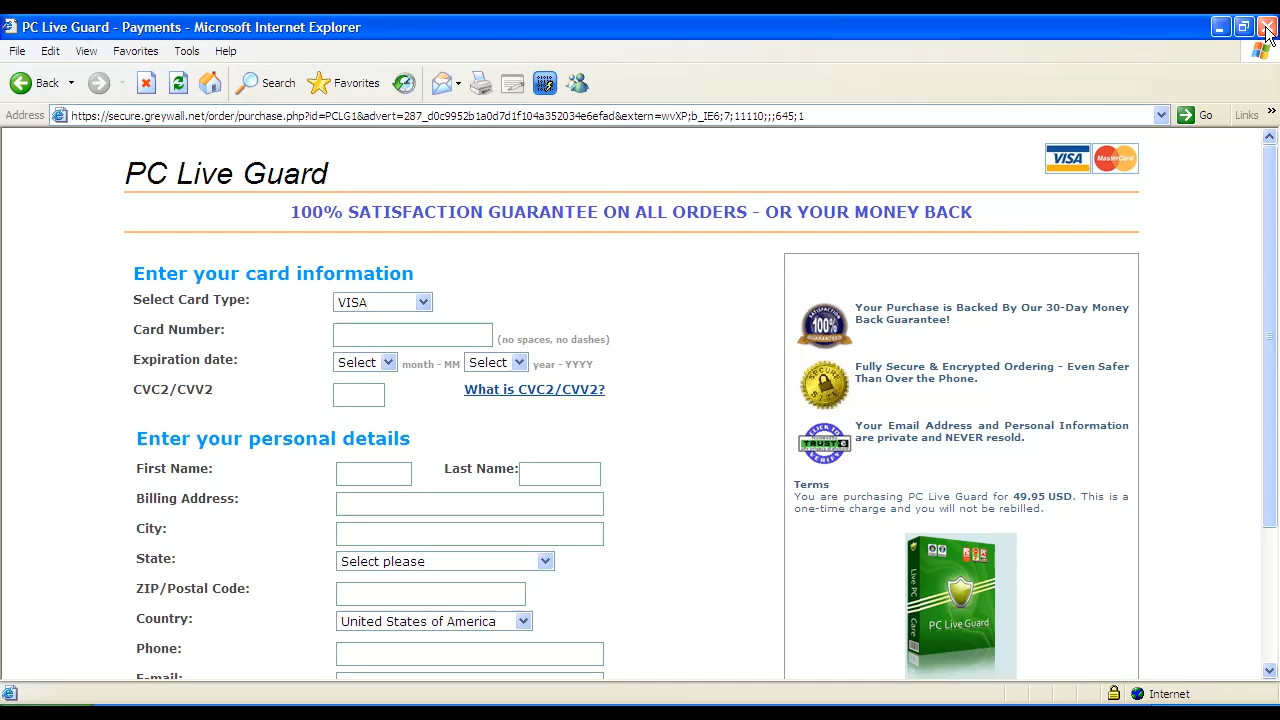 PC Live Guard - Payments - Microsoft Internet Explorer
File Edit View Favorites Tools Help
Back Search Favorites
Address https://secure.greywall.net/order/purchase.php?id=PCLG1&advert=287_d0c9952b1a0d7d1f104a352034e6efad&extern=wvXP;b_IE6;7;11110;;;645;1 Go Links »
PC Live Guard
VISA MasterCard
100% SATISFACTION GUARANTEE ON ALL ORDERS - OR YOUR MONEY BACK
Enter your card information
Select Card Type: VISA
Card Number: (no spaces, no dashes)
Expiration date: Select month - MM Select year - YYYY
CVC2/CVV2 What is CVC2/CVV2?
Enter your personal details
First Name: Last Name:
Billing Address:
City:
State: Select please
ZIP/Postal Code:
Country: United States of America
Phone:
E-mail:
100%
Your Purchase is Backed By Our 30-Day Money
Back Guarantee!
Fully Secure & Encrypted Ordering - Even Safer
Than Over the Phone.
Your Email Address and Personal Information
are private and NEVER resold.
Terms
You are purchasing PC Live Guard for 49.95 USD. This is a
one-time charge and you will not be rebilled.
Live PC Care
PC Live Guard
Internet